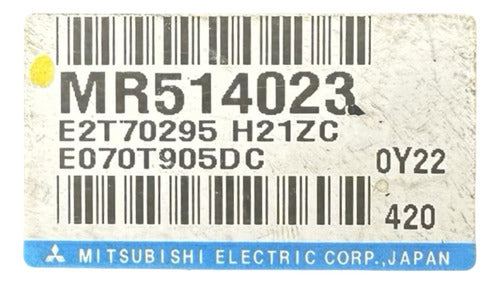 MR514023
E2T70295 H21ZC
E070T905DC 0Y22
420
MITSUBISHI ELECTRIC CORP.,JAPAN